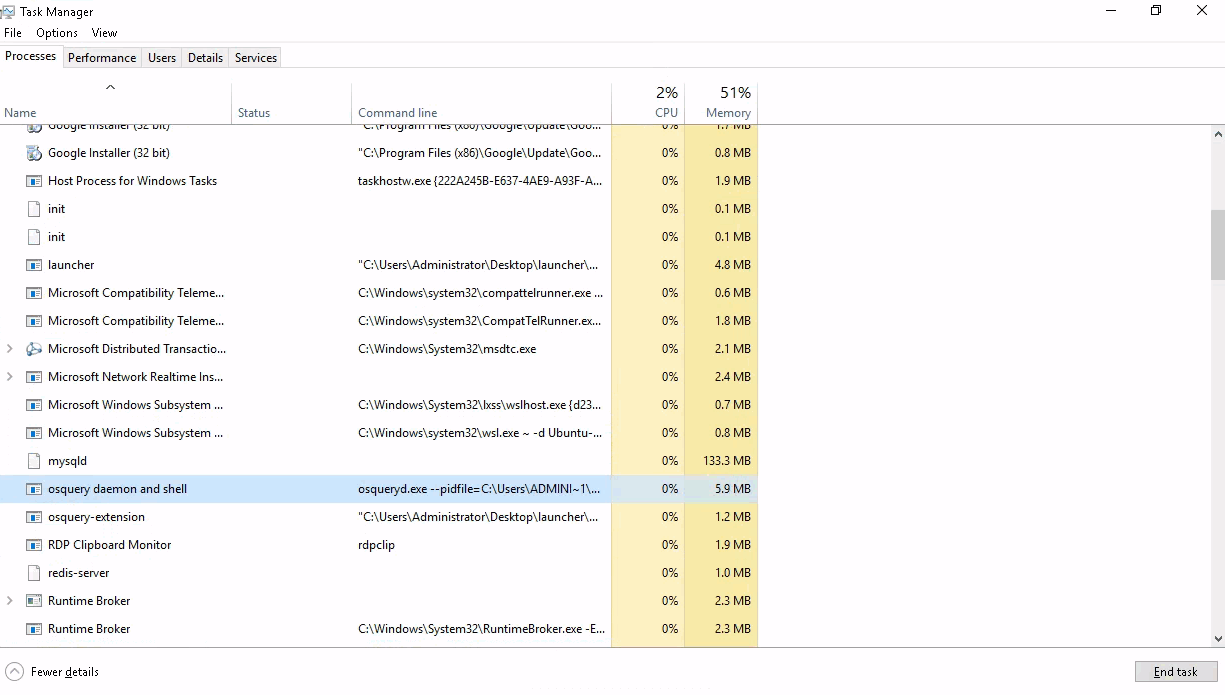 Task Manager
File Options View
Processes Performance Users Details Services
2% 51%
Name Status Command line CPU Memory
Google Installer (32 bit) "C:\Program Files (x86)\Google\Update\Goo... 0% 1.7 MB
Google Installer (32 bit) "C:\Program Files (x86)\Google\Update\Goo... 0% 0.8 MB
Host Process for Windows Tasks taskhostw.exe {222A245B-E637-4AE9-A93F-A... 0% 1.9 MB
init 0% 0.1 MB
init 0% 0.1 MB
launcher "C:\Users\Administrator\Desktop\launcher\... 0% 4.8 MB
Microsoft Compatibility Teleme... C:\Windows\system32\compattelrunner.exe ... 0% 0.6 MB
Microsoft Compatibility Teleme... C:\Windows\system32\CompatTelRunner.ex... 0% 1.8 MB
Microsoft Distributed Transactio... C:\Windows\System32\msdtc.exe 0% 2.1 MB
Microsoft Network Realtime Ins... 0% 2.4 MB
Microsoft Windows Subsystem ... C:\Windows\System32\lxss\wslhost.exe {d23... 0% 0.7 MB
Microsoft Windows Subsystem ... C:\Windows\system32\wsl.exe ~ -d Ubuntu-... 0% 0.8 MB
mysqld 0% 133.3 MB
osquery daemon and shell osqueryd.exe --pidfile=C:\Users\ADMINI~1\... 0% 5.9 MB
osquery-extension "C:\Users\Administrator\Desktop\launcher\... 0% 1.2 MB
RDP Clipboard Monitor rdpclip 0% 1.9 MB
redis-server 0% 1.0 MB
Runtime Broker 0% 2.3 MB
Runtime Broker C:\Windows\System32\RuntimeBroker.exe -E... 0% 2.3 MB
Fewer details End task